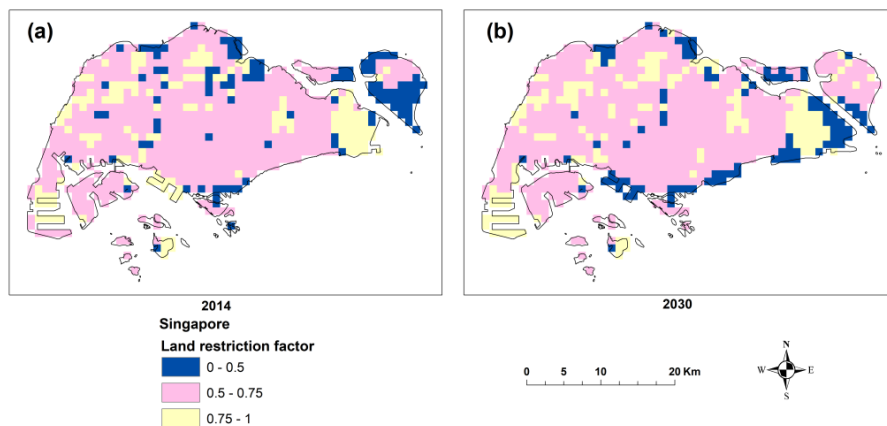 (a)
(b)
2014
2030
Singapore
Land restriction factor
0 - 0.5
0.5 - 0.75
0.75 - 1
0 5 10 20 Km
N
W E
S